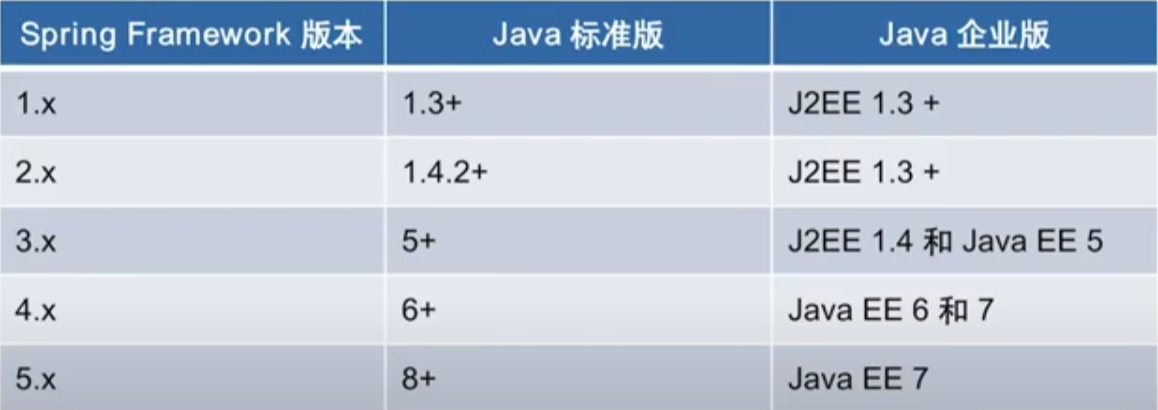 Spring Framework 版本 Java 标准版 Java 企业版
1.x 1.3+ J2EE 1.3 +
2.x 1.4.2+ J2EE 1.3 +
3.x 5+ J2EE 1.4 和 Java EE 5
4.x 6+ Java EE 6 和 7
5.x 8+ Java EE 7